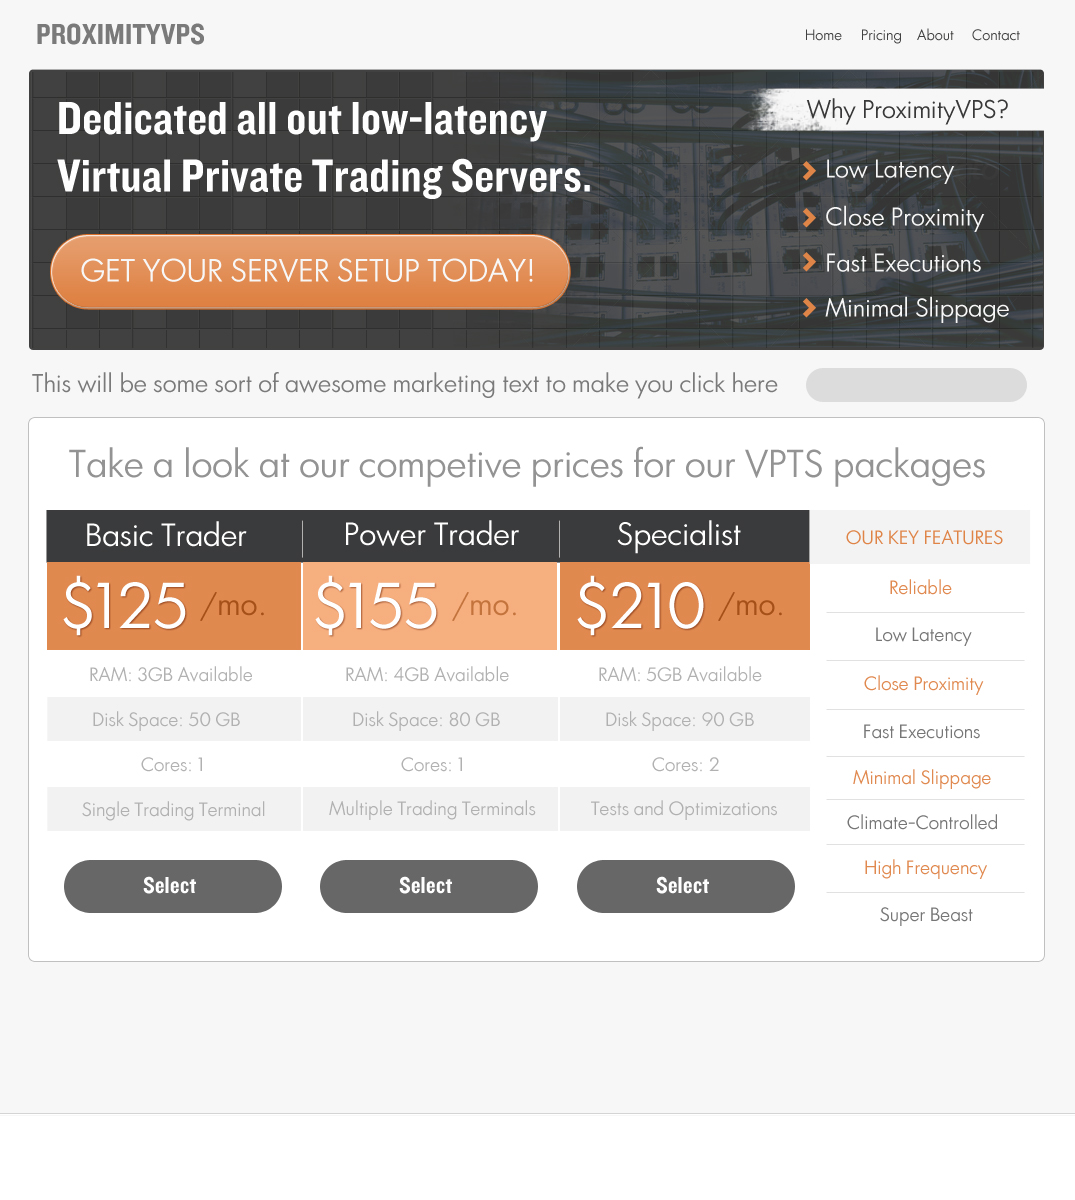 PROXIMITYVPS
Home Pricing About Contact
Dedicated all out low-latency
Virtual Private Trading Servers.
GET YOUR SERVER SETUP TODAY!
Why ProximityVPS?
Low Latency
Close Proximity
Fast Executions
Minimal Slippage
This will be some sort of awesome marketing text to make you click here
Take a look at our competive prices for our VPTS packages
Basic Trader Power Trader Specialist
$125 /mo. $155 /mo. $210 /mo.
RAM: 3GB Available RAM: 4GB Available RAM: 5GB Available
Disk Space: 50 GB Disk Space: 80 GB Disk Space: 90 GB
Cores: 1 Cores: 1 Cores: 2
Single Trading Terminal Multiple Trading Terminals Tests and Optimizations
Select Select Select
OUR KEY FEATURES
Reliable
Low Latency
Close Proximity
Fast Executions
Minimal Slippage
Climate-Controlled
High Frequency
Super Beast